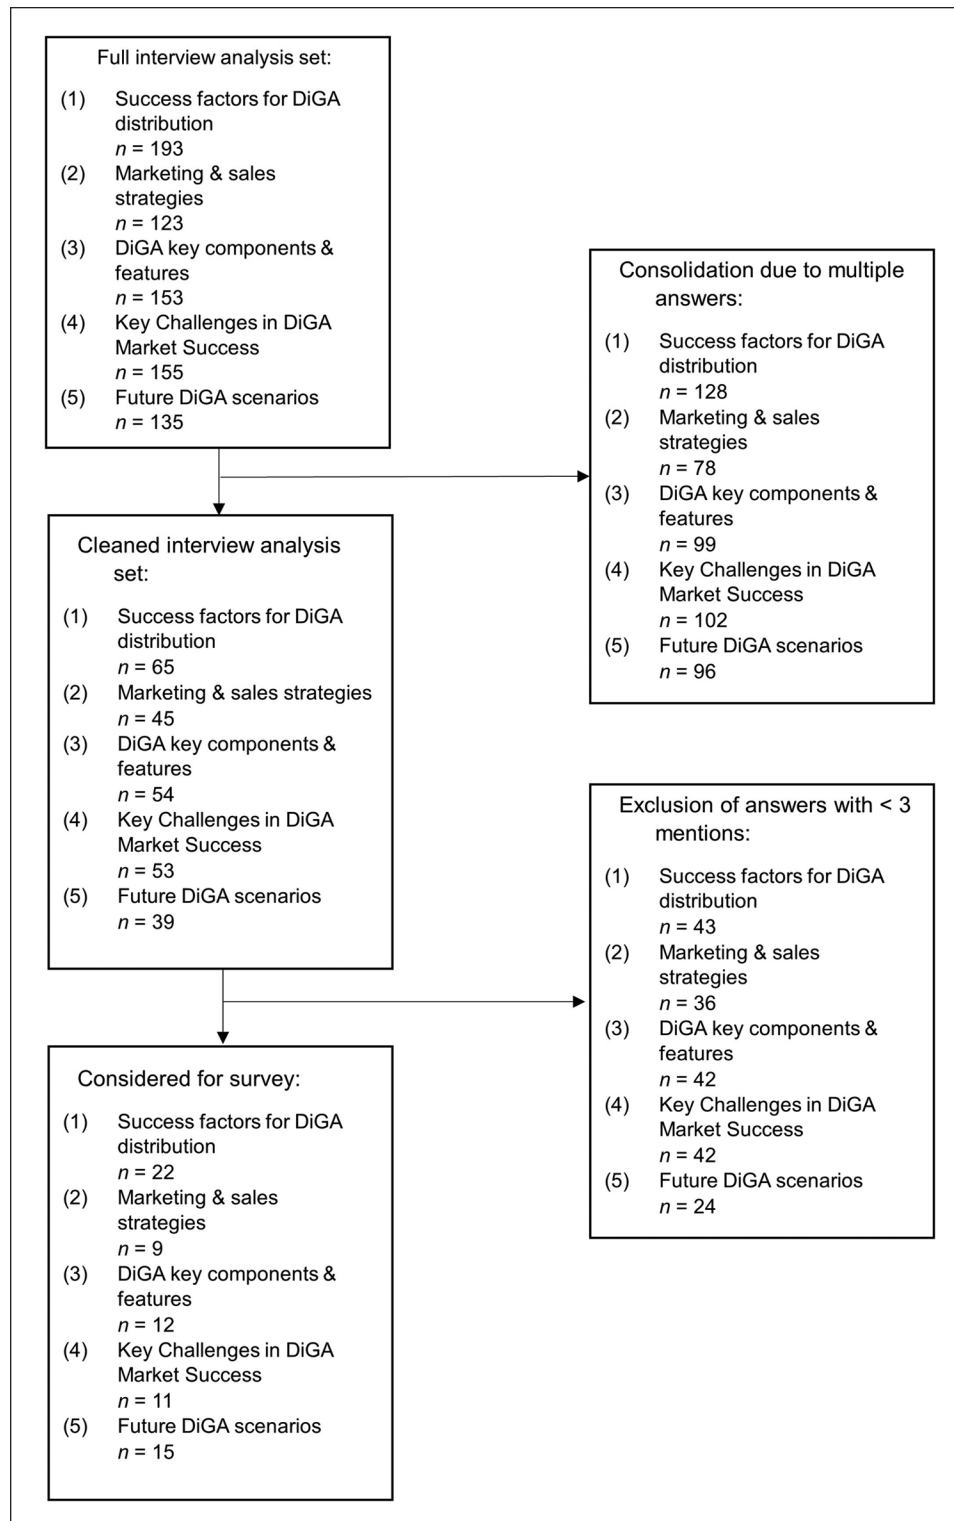 Full interview analysis set:
(1) Success factors for DiGA
distribution
n = 193
(2) Marketing & sales
strategies
n = 123
(3) DiGA key components &
features
n = 153
(4) Key Challenges in DiGA
Market Success
n = 155
(5) Future DiGA scenarios
n = 135
Consolidation due to multiple
answers:
(1) Success factors for DiGA
distribution
n = 128
(2) Marketing & sales
strategies
n = 78
(3) DiGA key components &
features
n = 99
(4) Key Challenges in DiGA
Market Success
n = 102
(5) Future DiGA scenarios
n = 96
Cleaned interview analysis
set:
(1) Success factors for DiGA
distribution
n = 65
(2) Marketing & sales strategies
n = 45
(3) DiGA key components &
features
n = 54
(4) Key Challenges in DiGA
Market Success
n = 53
(5) Future DiGA scenarios
n = 39
Exclusion of answers with < 3
mentions:
(1) Success factors for DiGA
distribution
n = 43
(2) Marketing & sales
strategies
n = 36
(3) DiGA key components &
features
n = 42
(4) Key Challenges in DiGA
Market Success
n = 42
(5) Future DiGA scenarios
n = 24
Considered for survey:
(1) Success factors for DiGA
distribution
n = 22
(2) Marketing & sales
strategies
n = 9
(3) DiGA key components &
features
n = 12
(4) Key Challenges in DiGA
Market Success
n = 11
(5) Future DiGA scenarios
n = 15